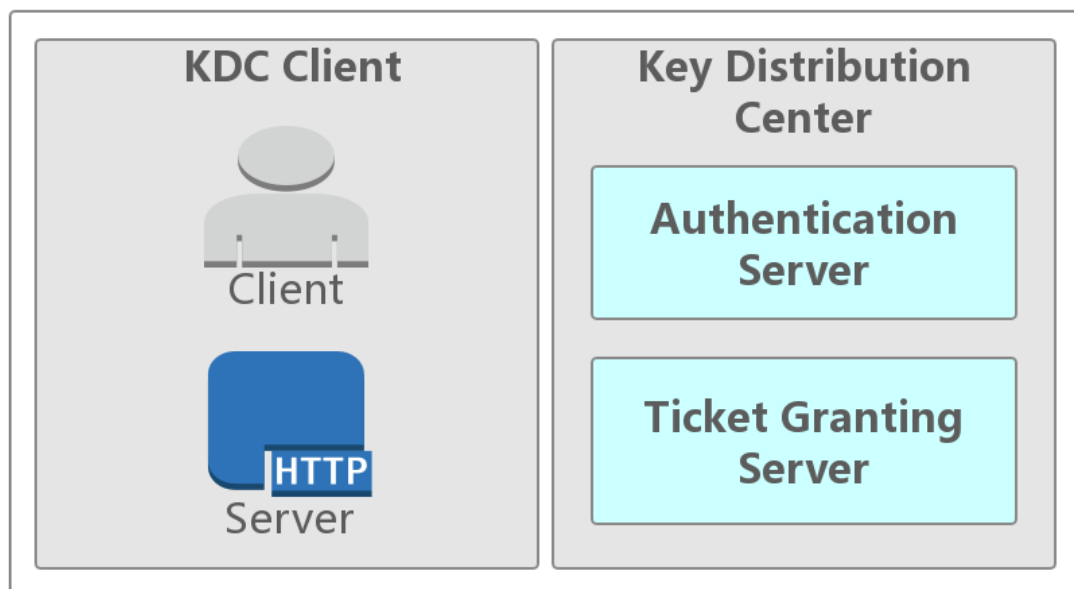 KDC Client
Client
HTTP
Server
Key Distribution
Center
Authentication
Server
Ticket Granting
Server